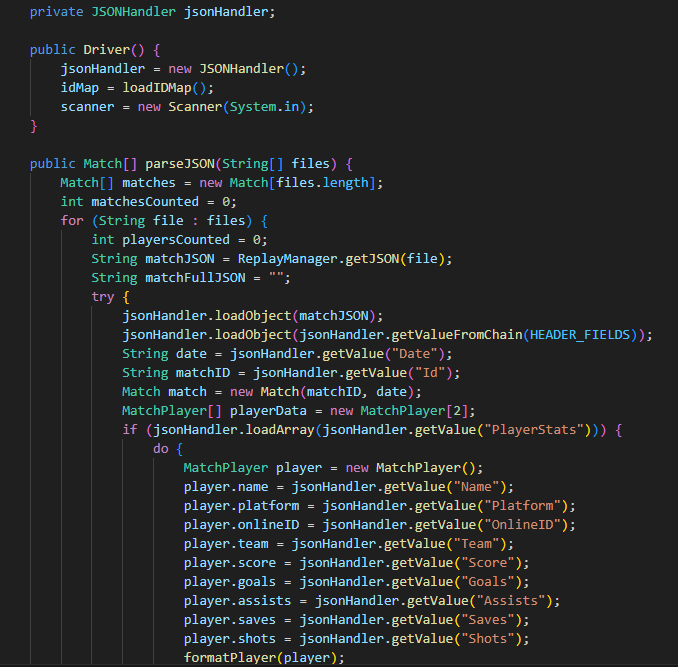 private JSONHandler jsonHandler;
public Driver() {
jsonHandler = new JSONHandler();
idMap = loadIDMap();
scanner = new Scanner(System.in);
}
public Match[] parseJSON(String[] files) {
Match[] matches = new Match[files.length];
int matchesCounted = 0;
for (String file : files) {
int playersCounted = 0;
String matchJSON = ReplayManager.getJSON(file);
String matchFullJSON = "";
try {
jsonHandler.loadObject(matchJSON);
jsonHandler.loadObject(jsonHandler.getValueFromChain(HEADER_FIELDS));
String date = jsonHandler.getValue("Date");
String matchID = jsonHandler.getValue("Id");
Match match = new Match(matchID, date);
MatchPlayer[] playerData = new MatchPlayer[2];
if (jsonHandler.loadArray(jsonHandler.getValue("PlayerStats"))) {
do {
MatchPlayer player = new MatchPlayer();
player.name = jsonHandler.getValue("Name");
player.platform = jsonHandler.getValue("Platform");
player.onlineID = jsonHandler.getValue("OnlineID");
player.team = jsonHandler.getValue("Team");
player.score = jsonHandler.getValue("Score");
player.goals = jsonHandler.getValue("Goals");
player.assists = jsonHandler.getValue("Assists");
player.saves = jsonHandler.getValue("Saves");
player.shots = jsonHandler.getValue("Shots");
formatPlayer(player);